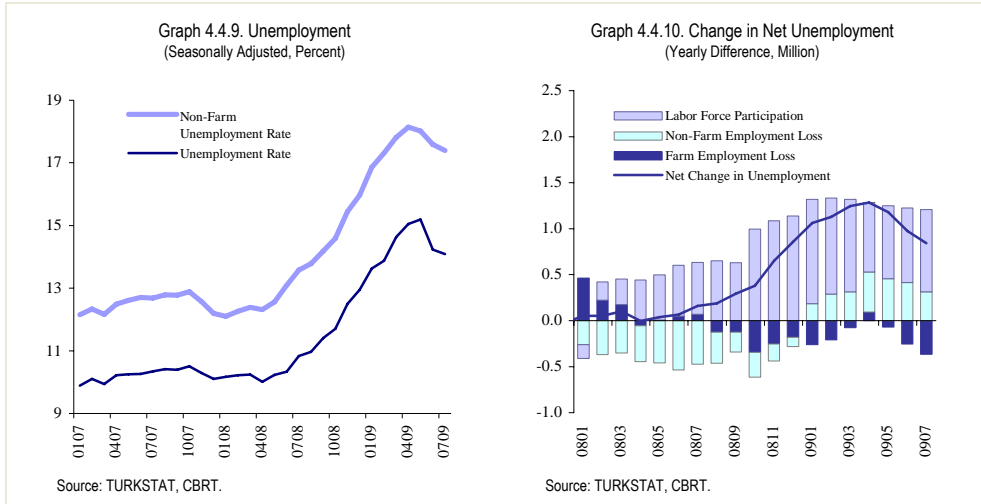 Graph 4.4.9. Unemployment
(Seasonally Adjusted, Percent)
19
17
15
13
11
9
Non-Farm
Unemployment Rate
Unemployment Rate
0107
0407
0707
1007
0108
0408
0708
1008
0109
0409
0709
Source: TURKSTAT, CBRT.
Graph 4.4.10. Change in Net Unemployment
(Yearly Difference, Million)
2.5
2.0
1.5
1.0
0.5
0.0
-0.5
-1.0
Labor Force Participation
Non-Farm Employment Loss
Farm Employment Loss
Net Change in Unemployment
0801
0803
0805
0807
0809
0811
0901
0903
0905
0907
Source: TURKSTAT, CBRT.